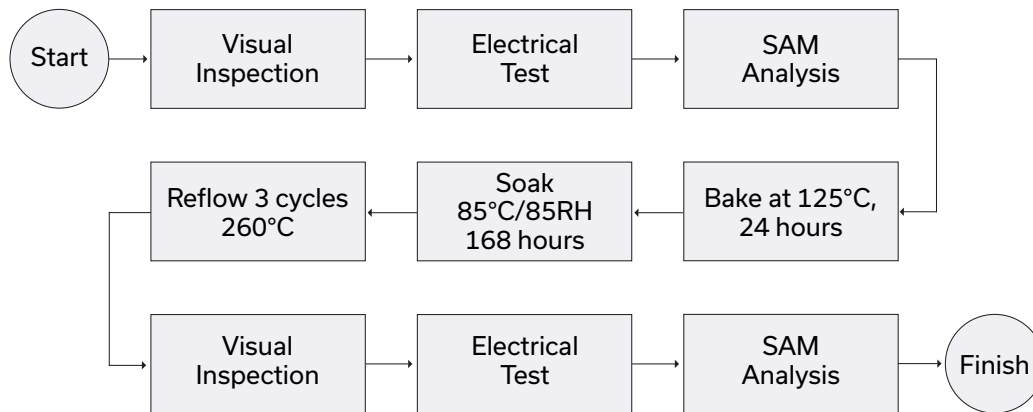 Start
Visual
Inspection
Electrical
Test
SAM
Analysis
Bake at 125°C,
24 hours
Soak
85°C/85RH
168 hours
Reflow 3 cycles
260°C
Visual
Inspection
Electrical
Test
SAM
Analysis
Finish